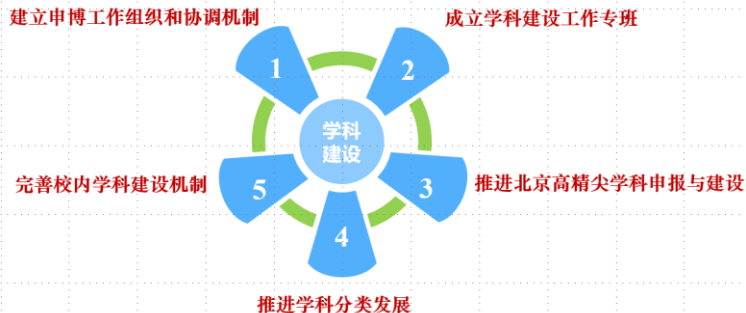 建立申博工作组织和协调机制
成立学科建设工作专班
1
2
学科
建设
完善校内学科建设机制
5
3
推进北京高精尖学科申报与建设
4
推进学科分类发展